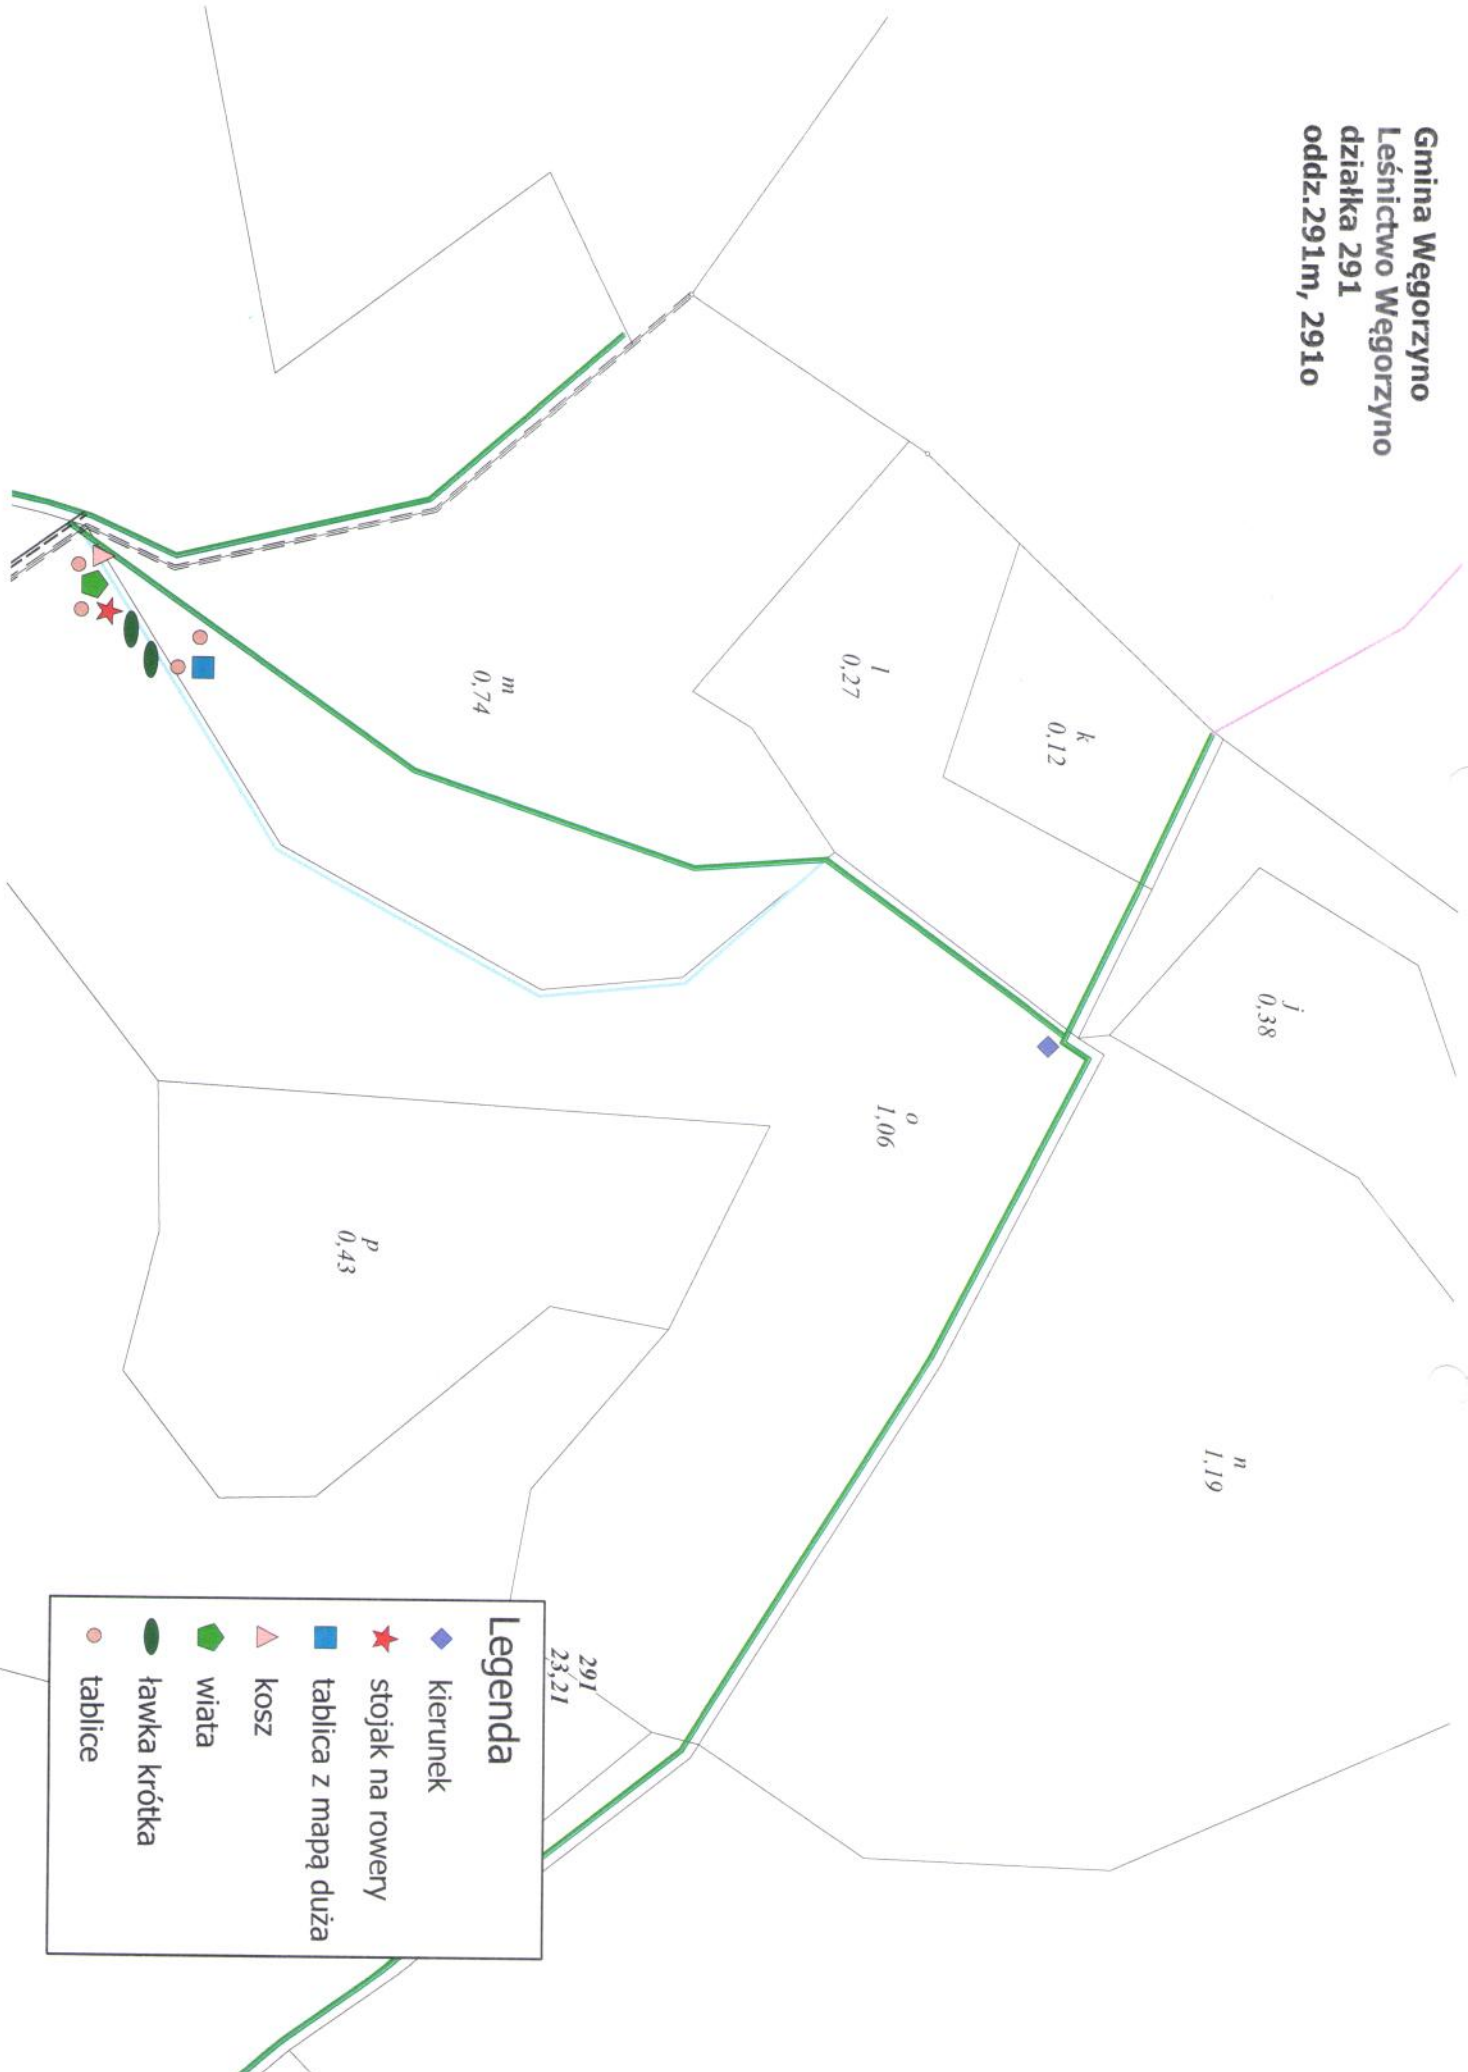 Gmina Węgorzyno
Leśnictwo Węgorzyno
działka 291
oddz.291m, 291o
j
0,38
k
0,12
l
0,27
m
0,74
n
1,19
o
1,06
p
0,43
291
23,21
Legenda
kierunek
stojak na rowery
tablica z mapą duża
kosz
wiata
ławka krótka
tablice